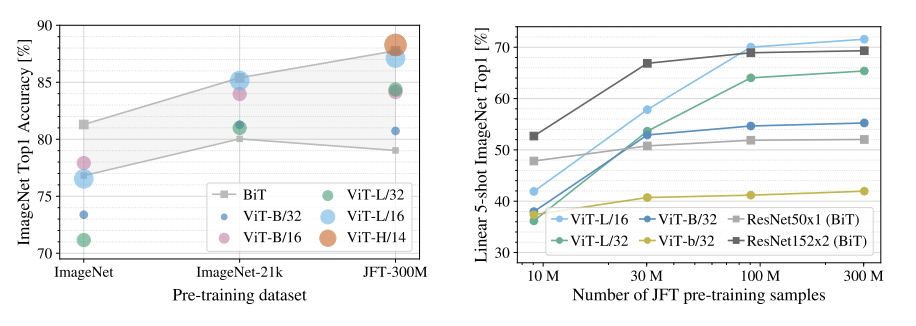 ImageNet Top1 Accuracy [%]
90
85
80
75
70
BiT
ViT-B/32
ViT-B/16
ViT-L/32
ViT-L/16
ViT-H/14
ImageNet
ImageNet-21k
JFT-300M
Pre-training dataset
Linear 5-shot ImageNet Top1 [%]
70
60
50
40
30
ViT-L/16
ViT-L/32
ViT-B/32
ViT-b/32
ResNet50x1 (BiT)
ResNet152x2 (BiT)
10 M
30 M
100 M
300 M
Number of JFT pre-training samples